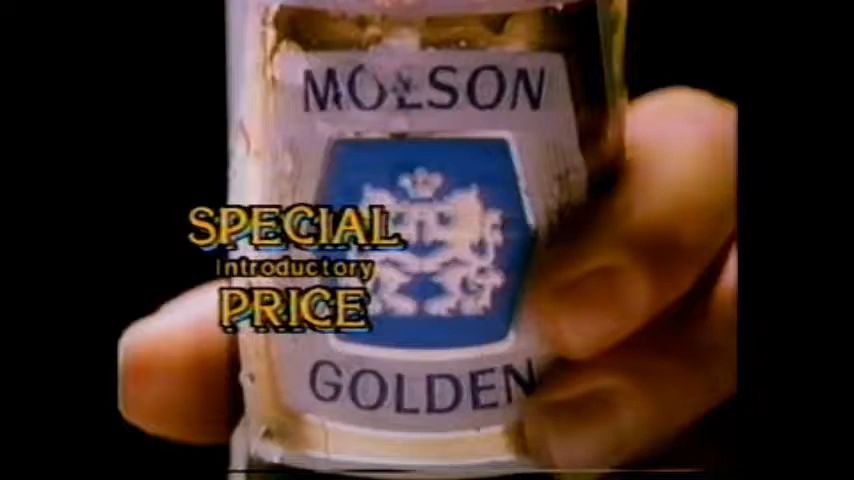 MOLSON
SPECIAL
Introductory
PRICE
GOLDEN